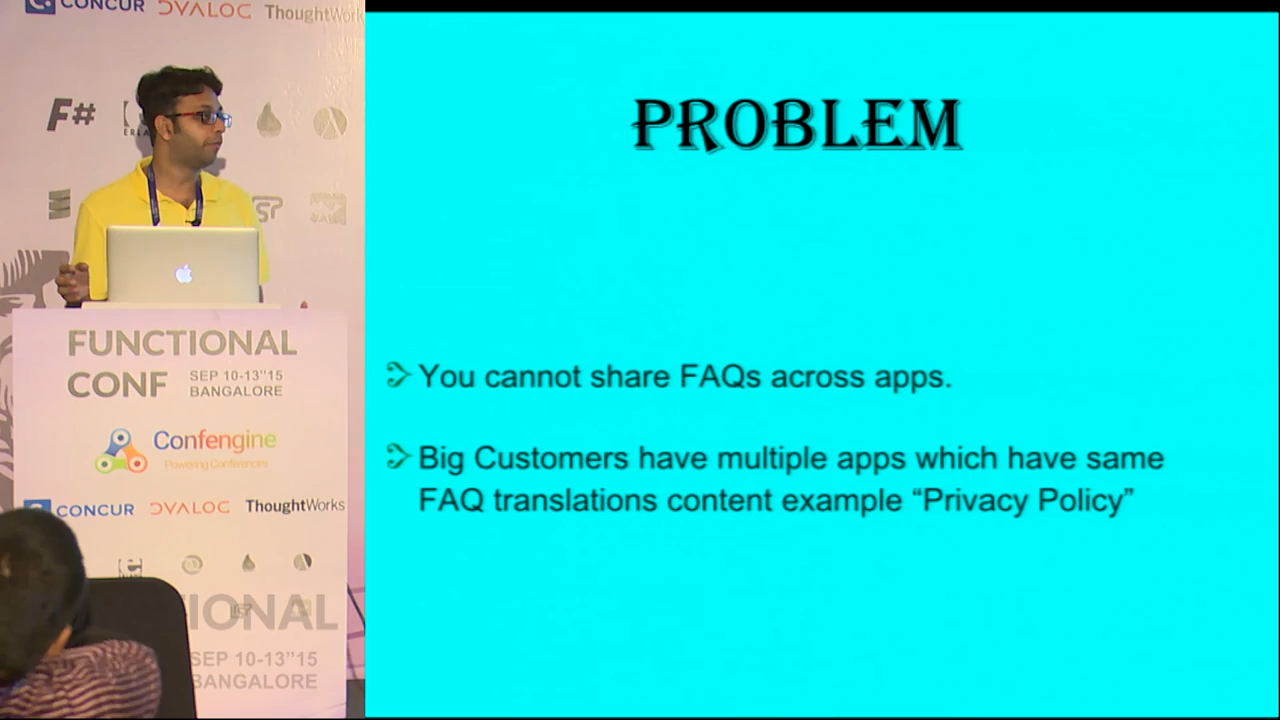 CONCUR DVALOC ThoughtWorks
F#
FUNCTIONAL
CONF SEP 10-13"15
BANGALORE
Confengine
Powering Conferences
CONCUR DVALOC ThoughtWorks
IONAL
SEP 10-13"15
BANGALORE
PROBLEM
You cannot share FAQs across apps.
Big Customers have multiple apps which have same
FAQ translations content example “Privacy Policy”